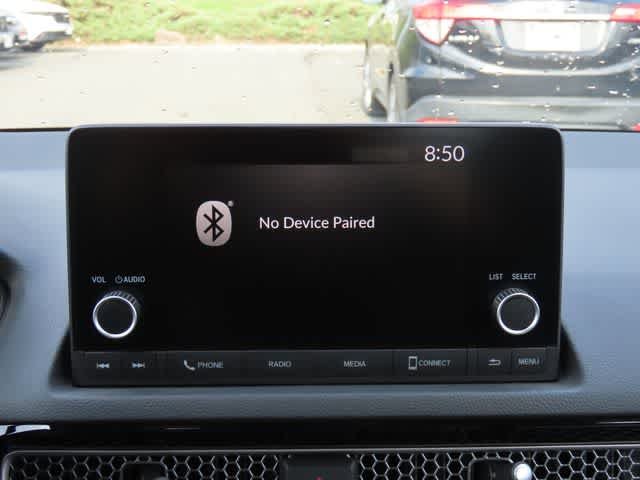 8:50
No Device Paired
VOL AUDIO
LIST SELECT
PHONE RADIO MEDIA CONNECT MENU